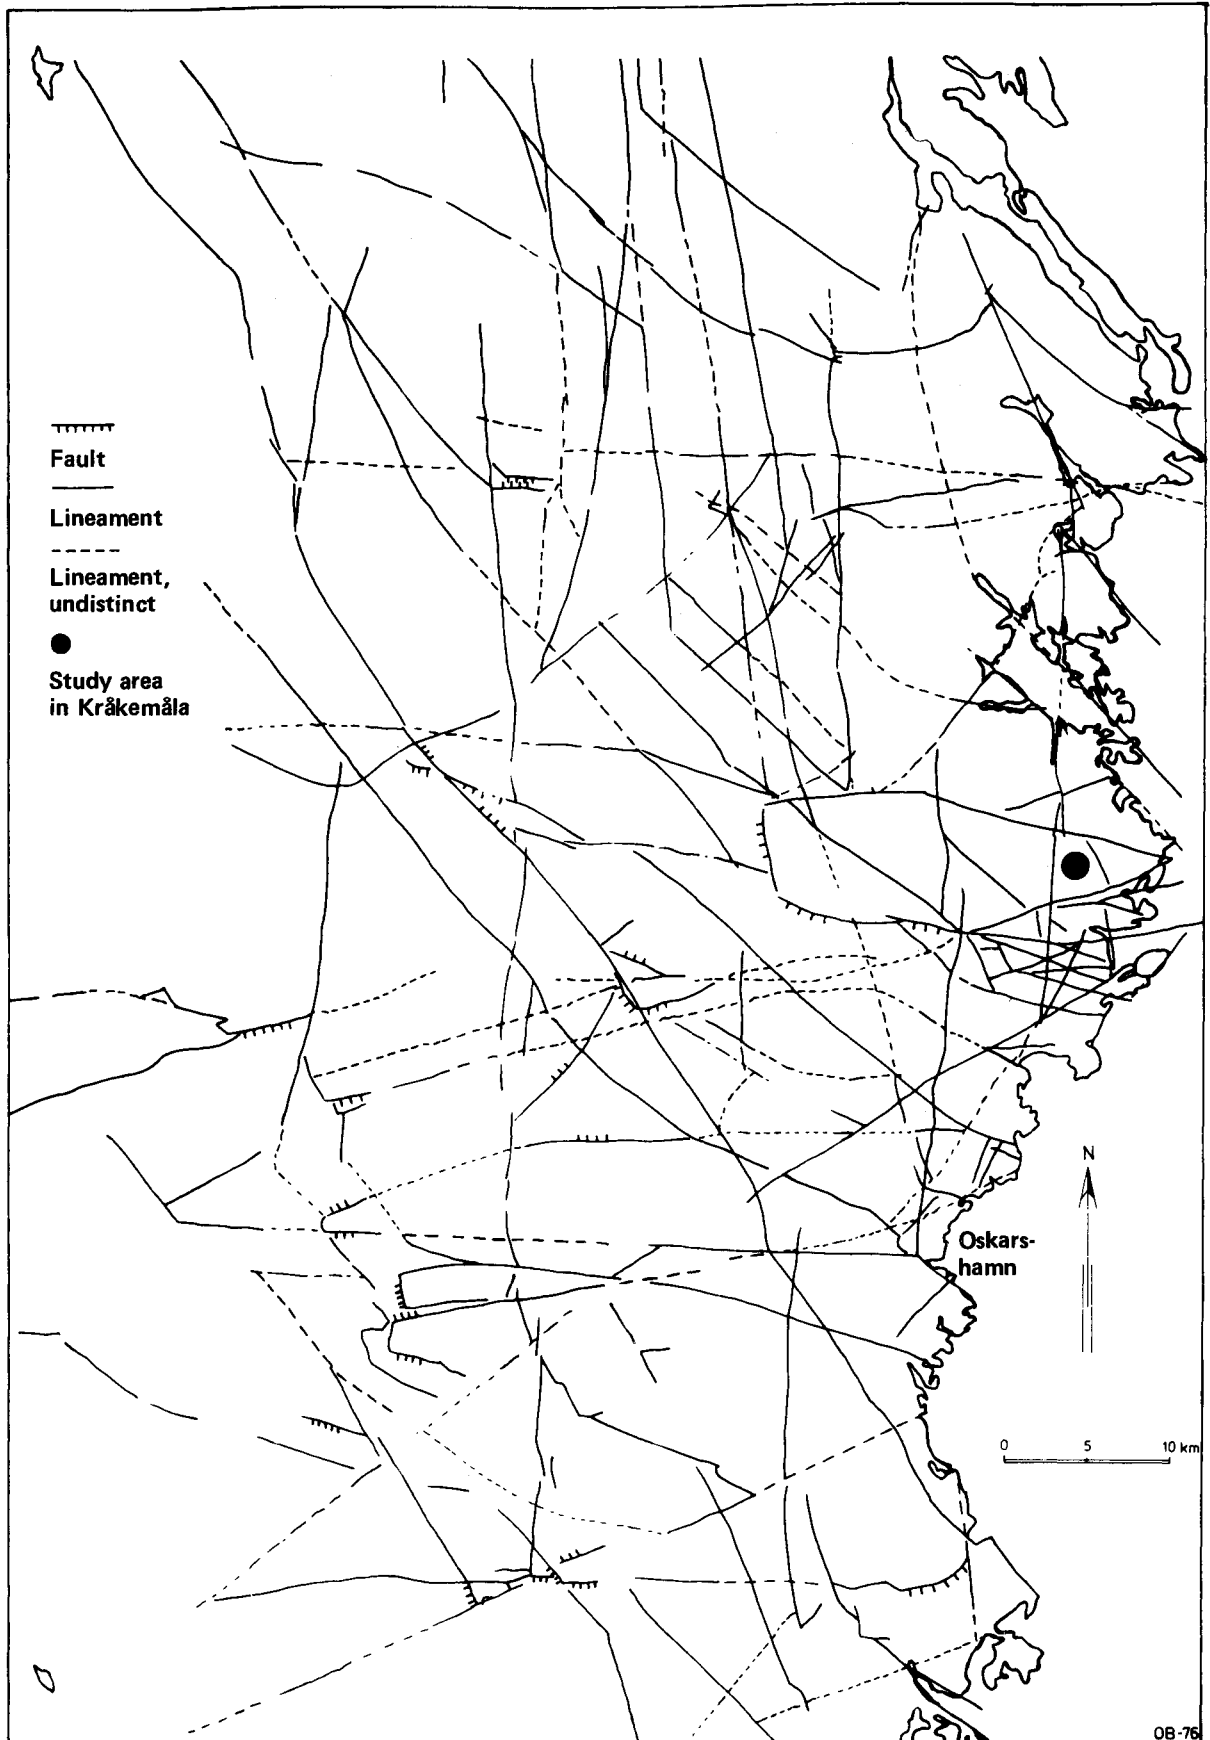 Fault
Lineament
Lineament,
undistinct
Study area
in Kråkemåla
N
Oskars-
hamn
0 5 10 km
OB-76